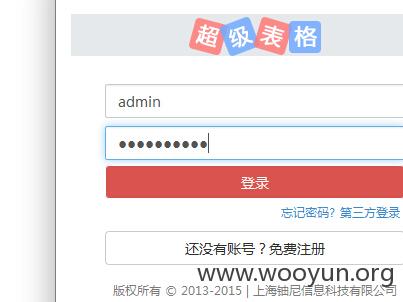 超级表格
admin
••••••••••
登录
忘记密码? 第三方登录
还没有账号？免费注册
www.wooyun.org
版权所有 © 2013-2015 | 上海铀尼信息科技有限公司